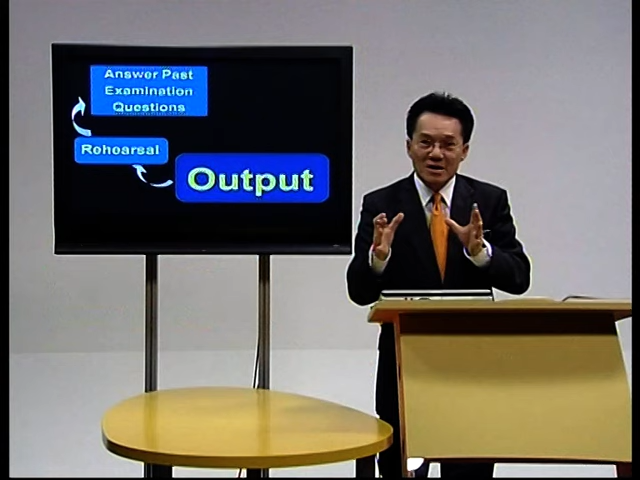 Answer Past
Examination
Questions
Rehearsal
Output